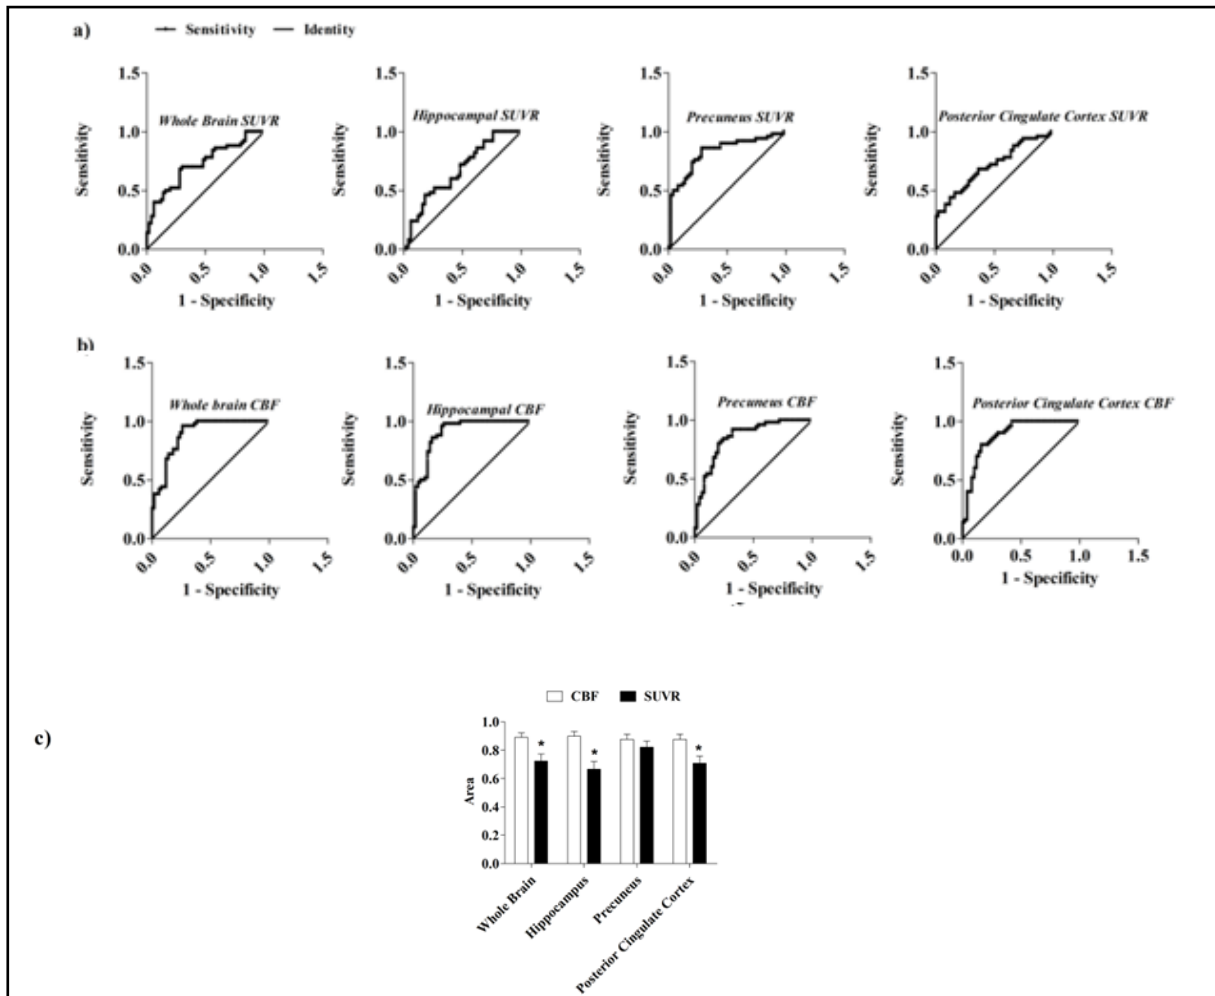 a)
Sensitivity Identity
Whole Brain SUVR
1.5
1.0
0.5
0.0
Sensitivity
0.0 0.5 1.0 1.5
1 - Specificity
Hippocampal SUVR
1.5
1.0
0.5
0.0
Sensitivity
0.0 0.5 1.0 1.5
1 - Specificity
Precuneus SUVR
1.5
1.0
0.5
0.0
Sensitivity
0.0 0.5 1.0 1.5
1 - Specificity
Posterior Cingulate Cortex SUVR
1.5
1.0
0.5
0.0
Sensitivity
0.0 0.5 1.0 1.5
1 - Specificity
b)
Whole brain CBF
1.5
1.0
0.5
0.0
Sensitivity
0.0 0.5 1.0 1.5
1 - Specificity
Hippocampal CBF
1.5
1.0
0.5
0.0
Sensitivity
0.0 0.5 1.0 1.5
1 - Specificity
Precuneus CBF
1.5
1.0
0.5
0.0
Sensitivity
0.0 0.5 1.0 1.5
1 - Specificity
Posterior Cingulate Cortex CBF
1.5
1.0
0.5
0.0
Sensitivity
0.0 0.5 1.0 1.5
1 - Specificity
c)
CBF SUVR
1.0
0.8
0.6
0.4
0.2
0.0
Area
* * *
Whole Brain
Hippocampus
Precuneus
Posterior Cingulate Cortex